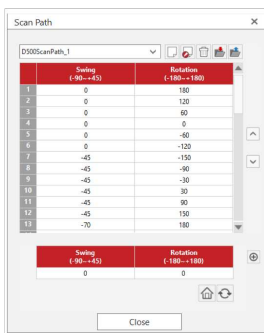 Scan Path
D500ScanPath_1
Swing Rotation
(-90~+45) (-180~+180)
1 0 180
2 0 120
3 0 60
4 0 0
5 0 -60
6 0 -120
7 -45 -150
8 -45 -90
9 -45 -30
10 -45 30
11 -45 90
12 -45 150
13 -70 180
Swing Rotation
(-90~+45) (-180~+180)
0 0
Close